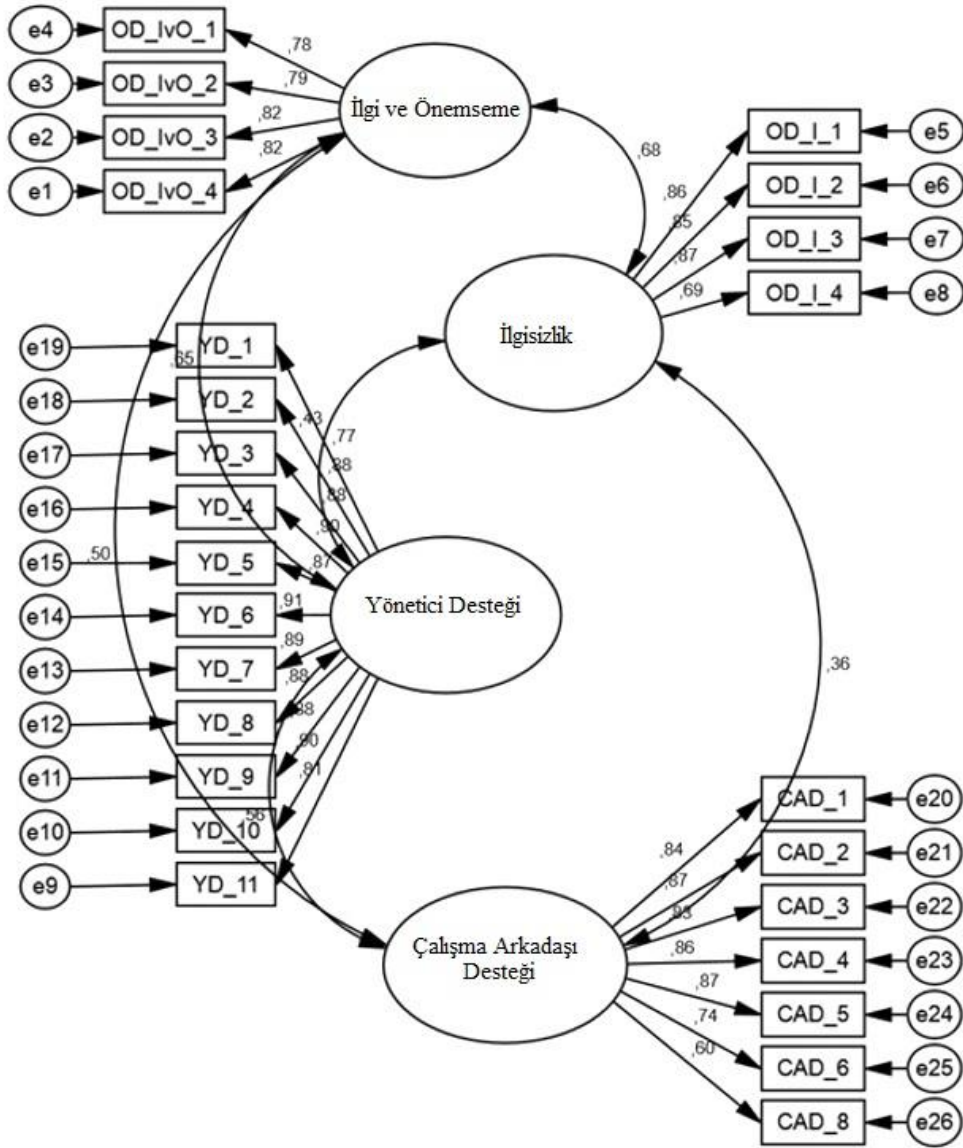 e4 OD_IvO_1
e3 OD_IvO_2
e2 OD_IvO_3
e1 OD_IvO_4
,78
,79
,82
,82
İlgi ve Önemseme
,68
OD_I_1 e5
OD_I_2 e6
OD_I_3 e7
OD_I_4 e8
,86
,85
,87
,69
İlgisizlik
e19 YD_1
e18 YD_2
e17 YD_3
e16 YD_4
e15 YD_5
e14 YD_6
e13 YD_7
e12 YD_8
e11 YD_9
e10 YD_10
e9 YD_11
,65
,50
,43
,77
,88
,88
,90
,87
,91
,89
,88
,88
,90
,81
,56
Yönetici Desteği
,36
Çalışma Arkadaşı
Desteği
,84
,87
,83
,86
,87
,74
,60
CAD_1 e20
CAD_2 e21
CAD_3 e22
CAD_4 e23
CAD_5 e24
CAD_6 e25
CAD_8 e26